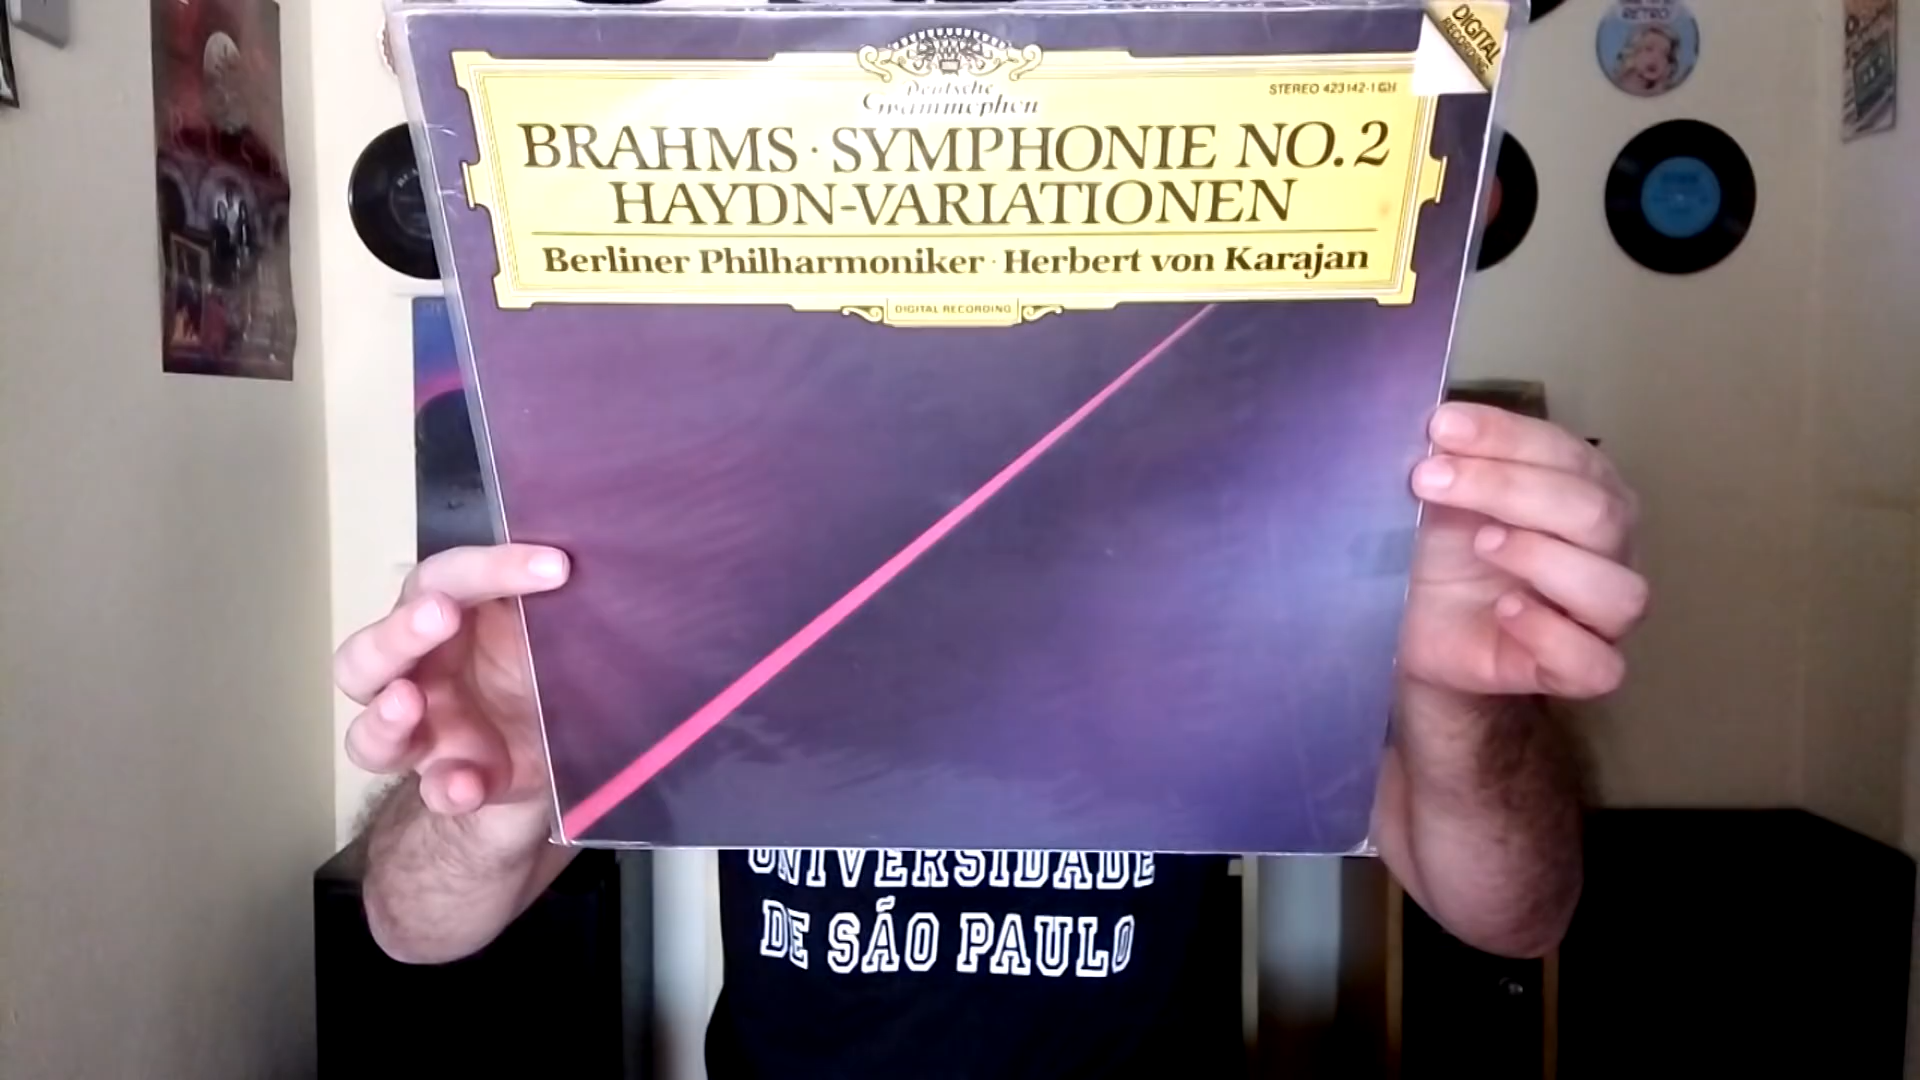 DIGITAL
RECORDING
Deutsche
Grammophon
STEREO 423142-1 GH
BRAHMS · SYMPHONIE NO. 2
HAYDN-VARIATIONEN
Berliner Philharmoniker · Herbert von Karajan
DIGITAL RECORDING
RETRO
UNIVERSIDADE
DE SÃO PAULO